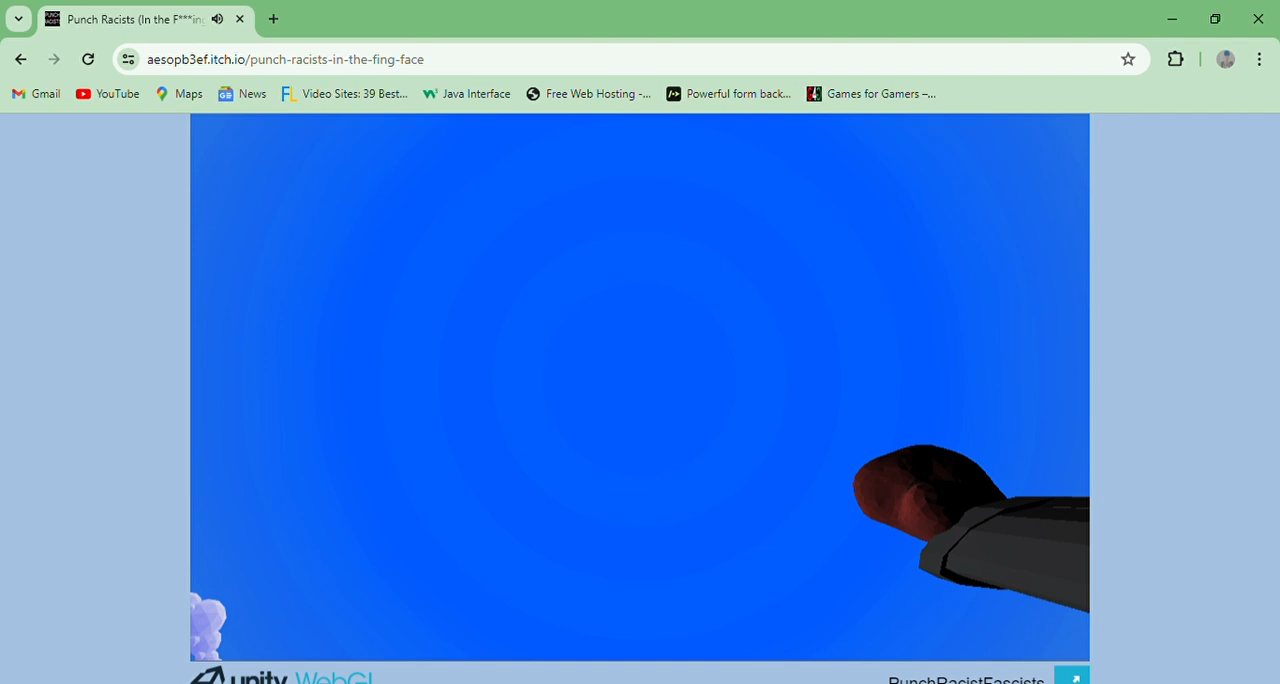 Punch Racists (In the F***ing
aesopb3ef.itch.io/punch-racists-in-the-fing-face
Gmail
YouTube
Maps
News
Video Sites: 39 Best...
Java Interface
Free Web Hosting -...
Powerful form back...
Games for Gamers –...
unity WebGL
PunchRacistFascists